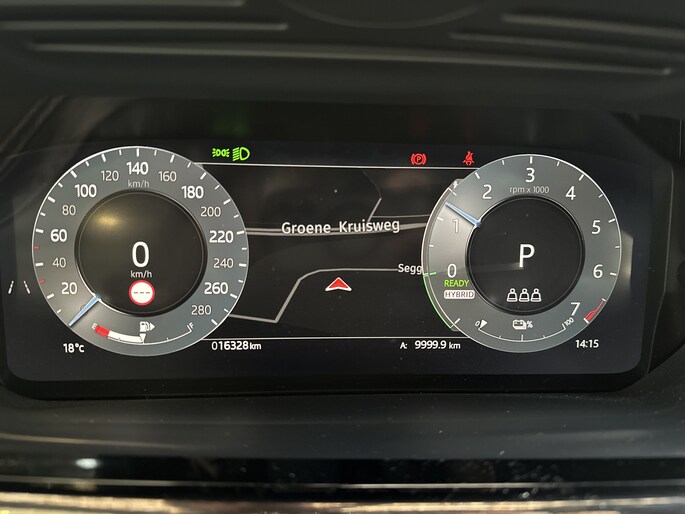 120 140 160
100 km/h 180
80 200
60 220
40 240
20 260
280
0
km/h
E F
18°C
016328 km
Groene Kruisweg
Segg
A: 9999.9 km
P
3
2 rpm x 1000 4
1 5
0 6
7
READY
HYBRID
P
0 % 100
14:15